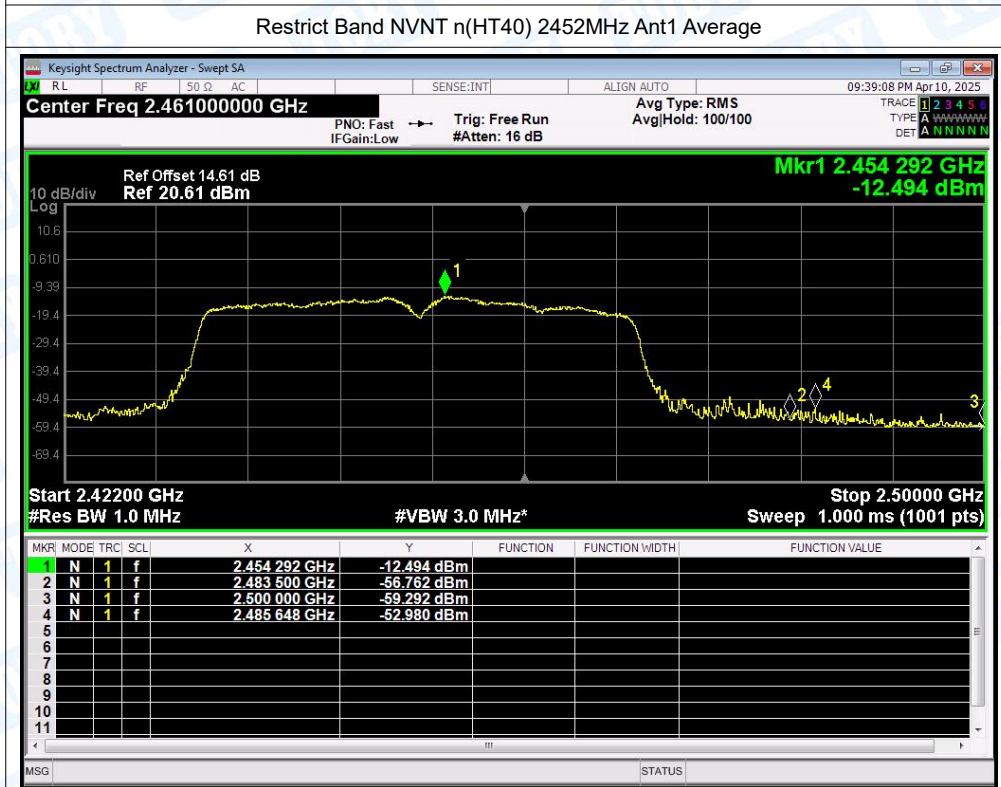 Restrict Band NVNT n(HT40) 2452MHz Ant1 Average
Keysight Spectrum Analyzer - Swept SA
LXI RL RF 50 Ω AC SENSE:INT ALIGN AUTO 09:39:08 PM Apr 10, 2025
Center Freq 2.461000000 GHz
PNO: Fast
IFGain:Low
Trig: Free Run
#Atten: 16 dB
Avg Type: RMS
Avg|Hold: 100/100
TRACE 1 2 3 4 5 6
TYPE A WWWWW
DET A N N N N N
Mkr1 2.454 292 GHz
-12.494 dBm
Ref Offset 14.61 dB
10 dB/div Ref 20.61 dBm
Log
10.6
0.610
-9.39
-19.4
-29.4
-39.4
-49.4
-59.4
-69.4
1
2
4
3
Start 2.42200 GHz Stop 2.50000 GHz
#Res BW 1.0 MHz #VBW 3.0 MHz* Sweep 1.000 ms (1001 pts)
MKR MODE TRC SCL X Y FUNCTION FUNCTION WIDTH FUNCTION VALUE
1 N 1 f 2.454 292 GHz -12.494 dBm
2 N 1 f 2.483 500 GHz -56.762 dBm
3 N 1 f 2.500 000 GHz -59.292 dBm
4 N 1 f 2.485 648 GHz -52.980 dBm
5
6
7
8
9
10
11
MSG STATUS